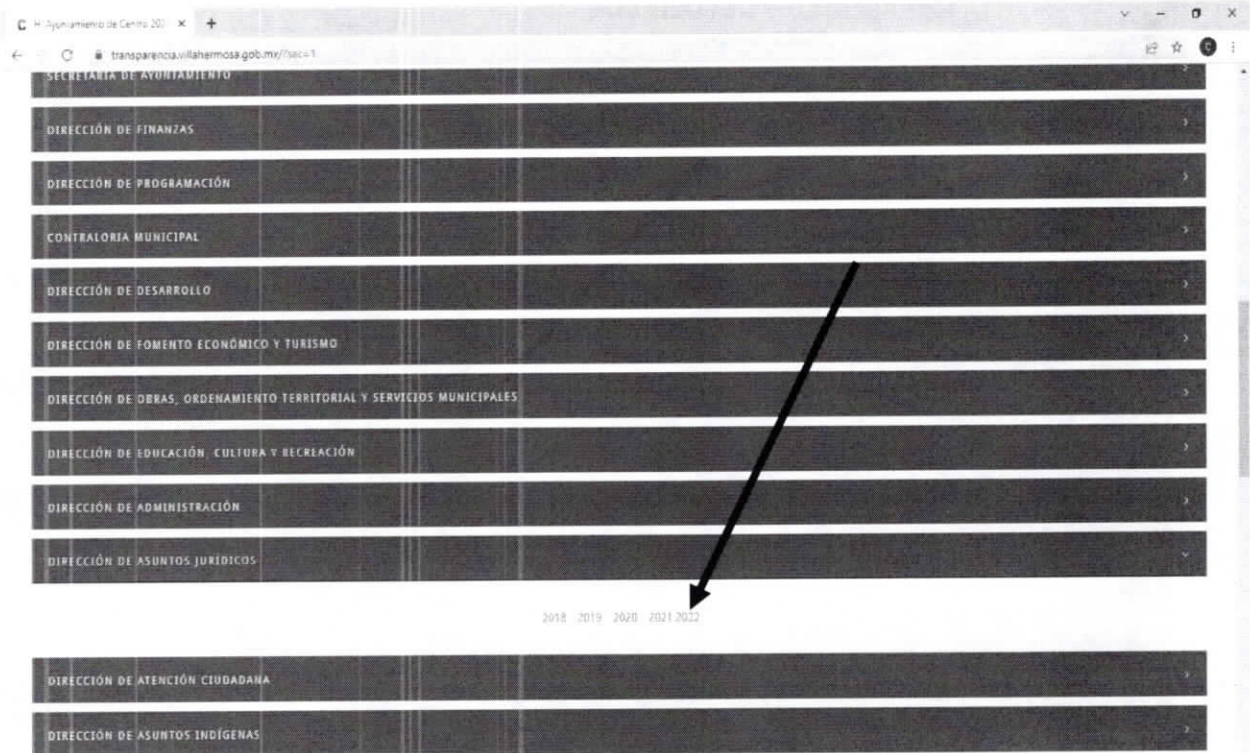 H. Ayuntamiento de Centro 202
transparencia.villahermosa.gob.mx/?sec=1
SECRETARÍA DE AYUNTAMIENTO
DIRECCIÓN DE FINANZAS
DIRECCIÓN DE PROGRAMACIÓN
CONTRALORIA MUNICIPAL
DIRECCIÓN DE DESARROLLO
DIRECCIÓN DE FOMENTO ECONÓMICO Y TURISMO
DIRECCIÓN DE OBRAS, ORDENAMIENTO TERRITORIAL Y SERVICIOS MUNICIPALES
DIRECCIÓN DE EDUCACIÓN, CULTURA Y RECREACIÓN
DIRECCIÓN DE ADMINISTRACIÓN
DIRECCIÓN DE ASUNTOS JURÍDICOS
2018 2019 2020 2021 2022
DIRECCIÓN DE ATENCIÓN CIUDADANA
DIRECCIÓN DE ASUNTOS INDÍGENAS